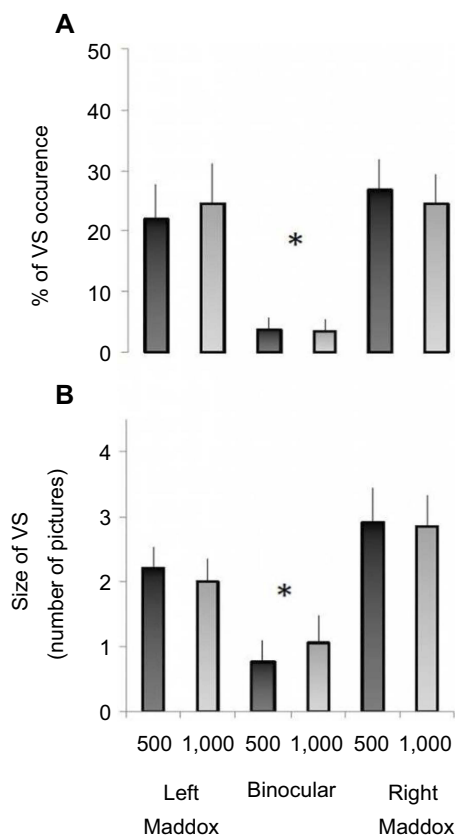 A
50
40
30
20
10
0
% of VS occurence
*
B
4
3
2
1
0
Size of VS
(number of pictures)
*
500 1,000 500 1,000 500 1,000
Left Binocular Right
Maddox Maddox